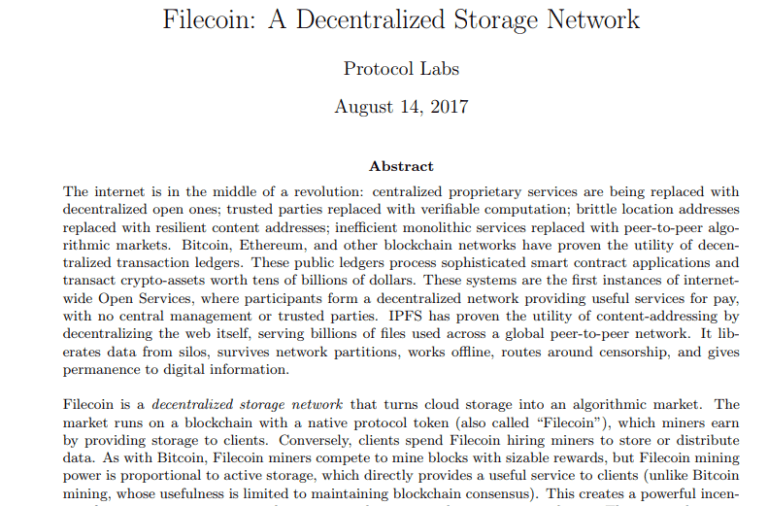 Filecoin: A Decentralized Storage Network
Protocol Labs
August 14, 2017
Abstract
The internet is in the middle of a revolution: centralized proprietary services are being replaced with
decentralized open ones; trusted parties replaced with verifiable computation; brittle location addresses
replaced with resilient content addresses; inefficient monolithic services replaced with peer-to-peer algo-
rithmic markets. Bitcoin, Ethereum, and other blockchain networks have proven the utility of decen-
tralized transaction ledgers. These public ledgers process sophisticated smart contract applications and
transact crypto-assets worth tens of billions of dollars. These systems are the first instances of internet-
wide Open Services, where participants form a decentralized network providing useful services for pay,
with no central management or trusted parties. IPFS has proven the utility of content-addressing by
decentralizing the web itself, serving billions of files used across a global peer-to-peer network. It lib-
erates data from silos, survives network partitions, works offline, routes around censorship, and gives
permanence to digital information.
Filecoin is a decentralized storage network that turns cloud storage into an algorithmic market. The
market runs on a blockchain with a native protocol token (also called “Filecoin”), which miners earn
by providing storage to clients. Conversely, clients spend Filecoin hiring miners to store or distribute
data. As with Bitcoin, Filecoin miners compete to mine blocks with sizable rewards, but Filecoin mining
power is proportional to active storage, which directly provides a useful service to clients (unlike Bitcoin
mining, whose usefulness is limited to maintaining blockchain consensus). This creates a powerful incen-